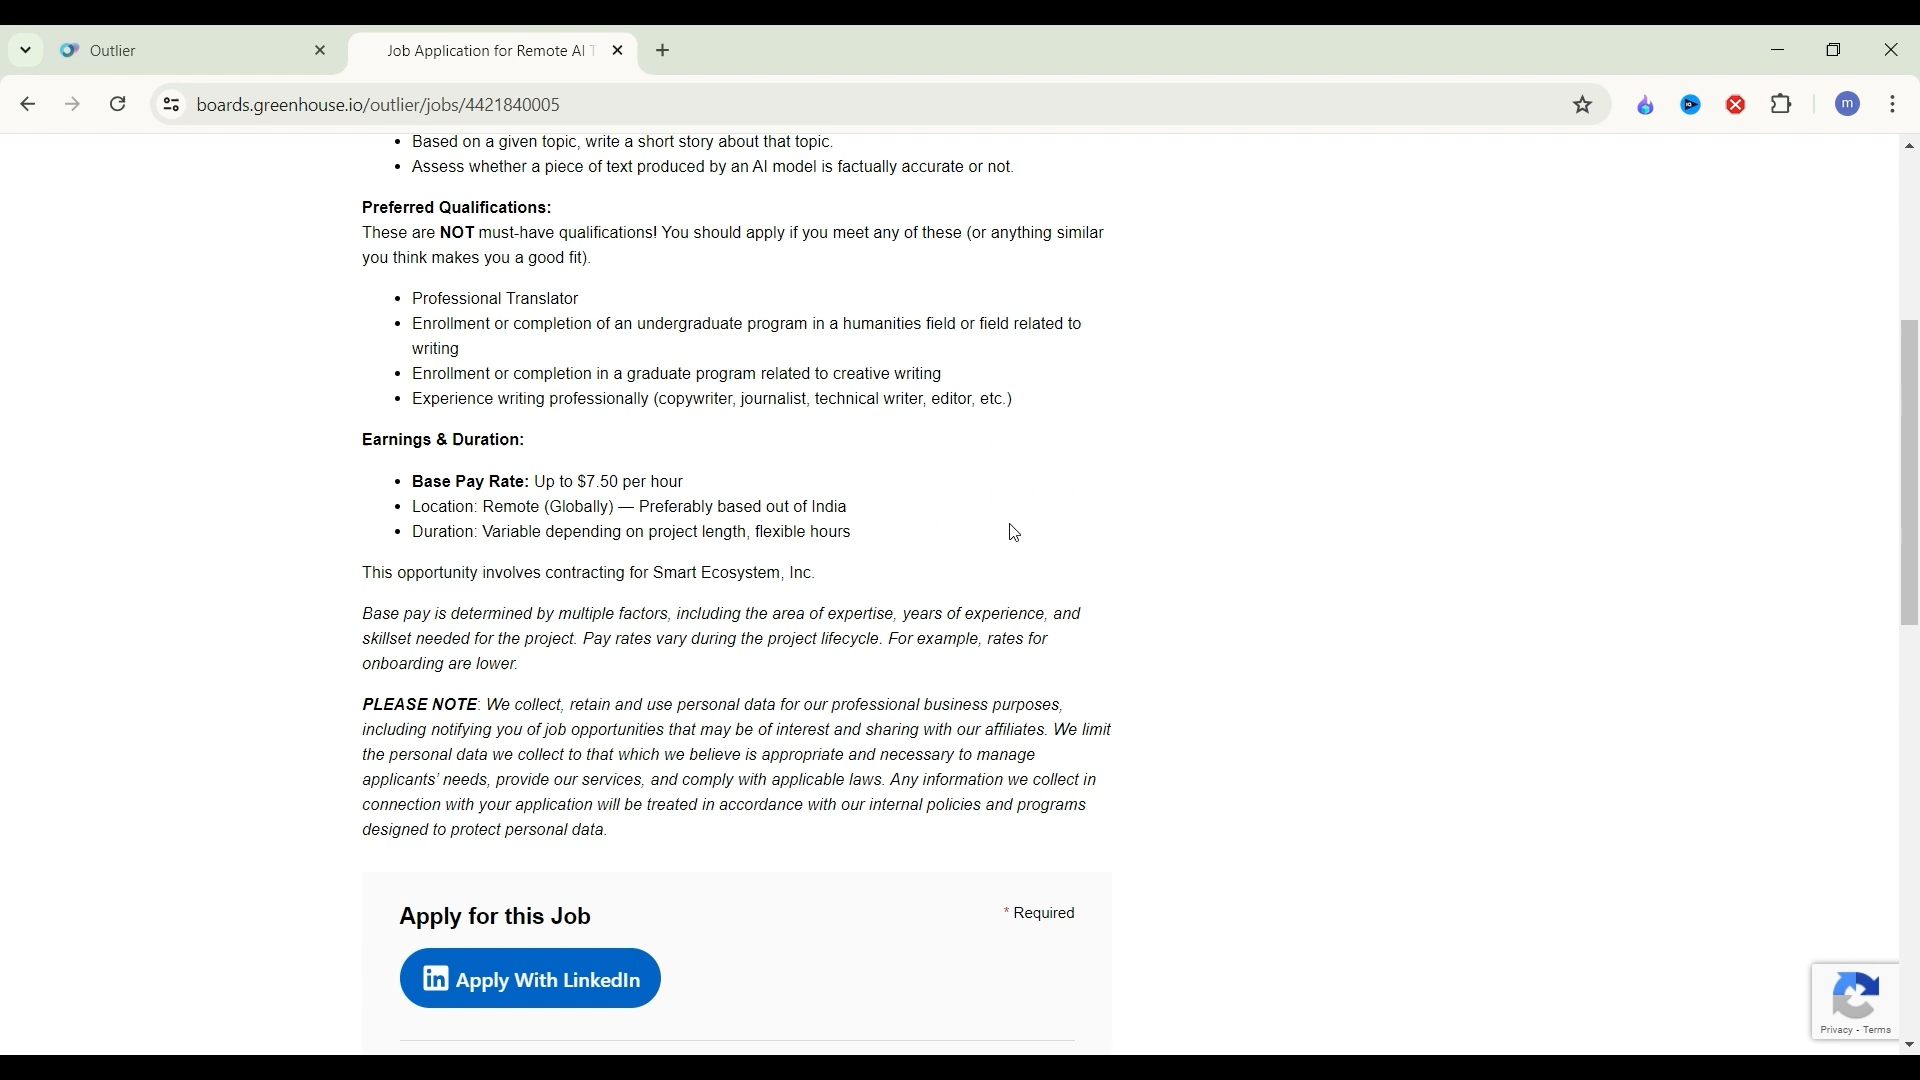 Outlier
Job Application for Remote AI T
boards.greenhouse.io/outlier/jobs/4421840005
m
• Based on a given topic, write a short story about that topic.
• Assess whether a piece of text produced by an AI model is factually accurate or not.
Preferred Qualifications:
These are NOT must-have qualifications! You should apply if you meet any of these (or anything similar
you think makes you a good fit).
• Professional Translator
• Enrollment or completion of an undergraduate program in a humanities field or field related to
writing
• Enrollment or completion in a graduate program related to creative writing
• Experience writing professionally (copywriter, journalist, technical writer, editor, etc.)
Earnings & Duration:
• Base Pay Rate: Up to $7.50 per hour
• Location: Remote (Globally) — Preferably based out of India
• Duration: Variable depending on project length, flexible hours
This opportunity involves contracting for Smart Ecosystem, Inc.
Base pay is determined by multiple factors, including the area of expertise, years of experience, and
skillset needed for the project. Pay rates vary during the project lifecycle. For example, rates for
onboarding are lower.
PLEASE NOTE: We collect, retain and use personal data for our professional business purposes,
including notifying you of job opportunities that may be of interest and sharing with our affiliates. We limit
the personal data we collect to that which we believe is appropriate and necessary to manage
applicants' needs, provide our services, and comply with applicable laws. Any information we collect in
connection with your application will be treated in accordance with our internal policies and programs
designed to protect personal data.
Apply for this Job
* Required
in Apply With LinkedIn
Privacy - Terms